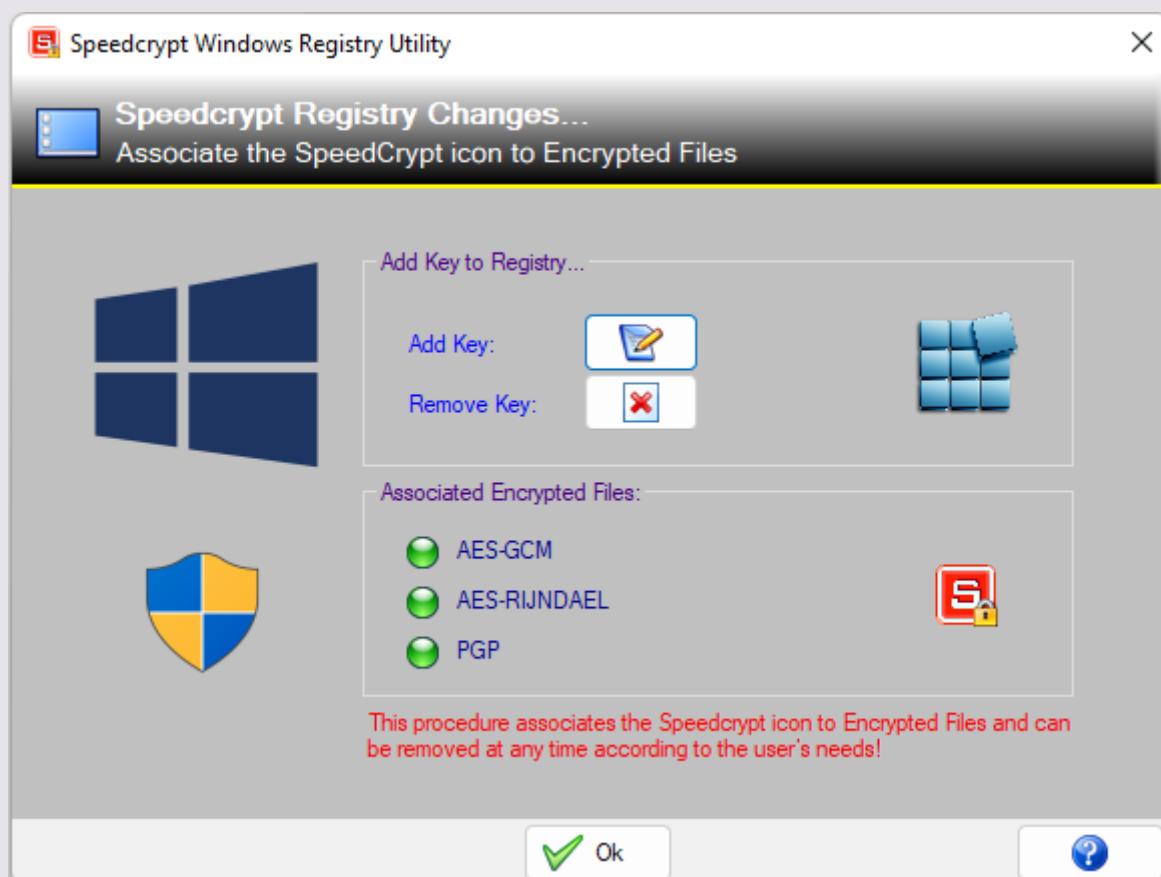 Speedcrypt Windows Registry Utility
Speedcrypt Registry Changes...
Associate the SpeedCrypt icon to Encrypted Files
Add Key to Registry...
Add Key:
Remove Key:
Associated Encrypted Files:
AES-GCM
AES-RIJNDAEL
PGP
S
This procedure associates the Speedcrypt icon to Encrypted Files and can
be removed at any time according to the user's needs!
Ok
?